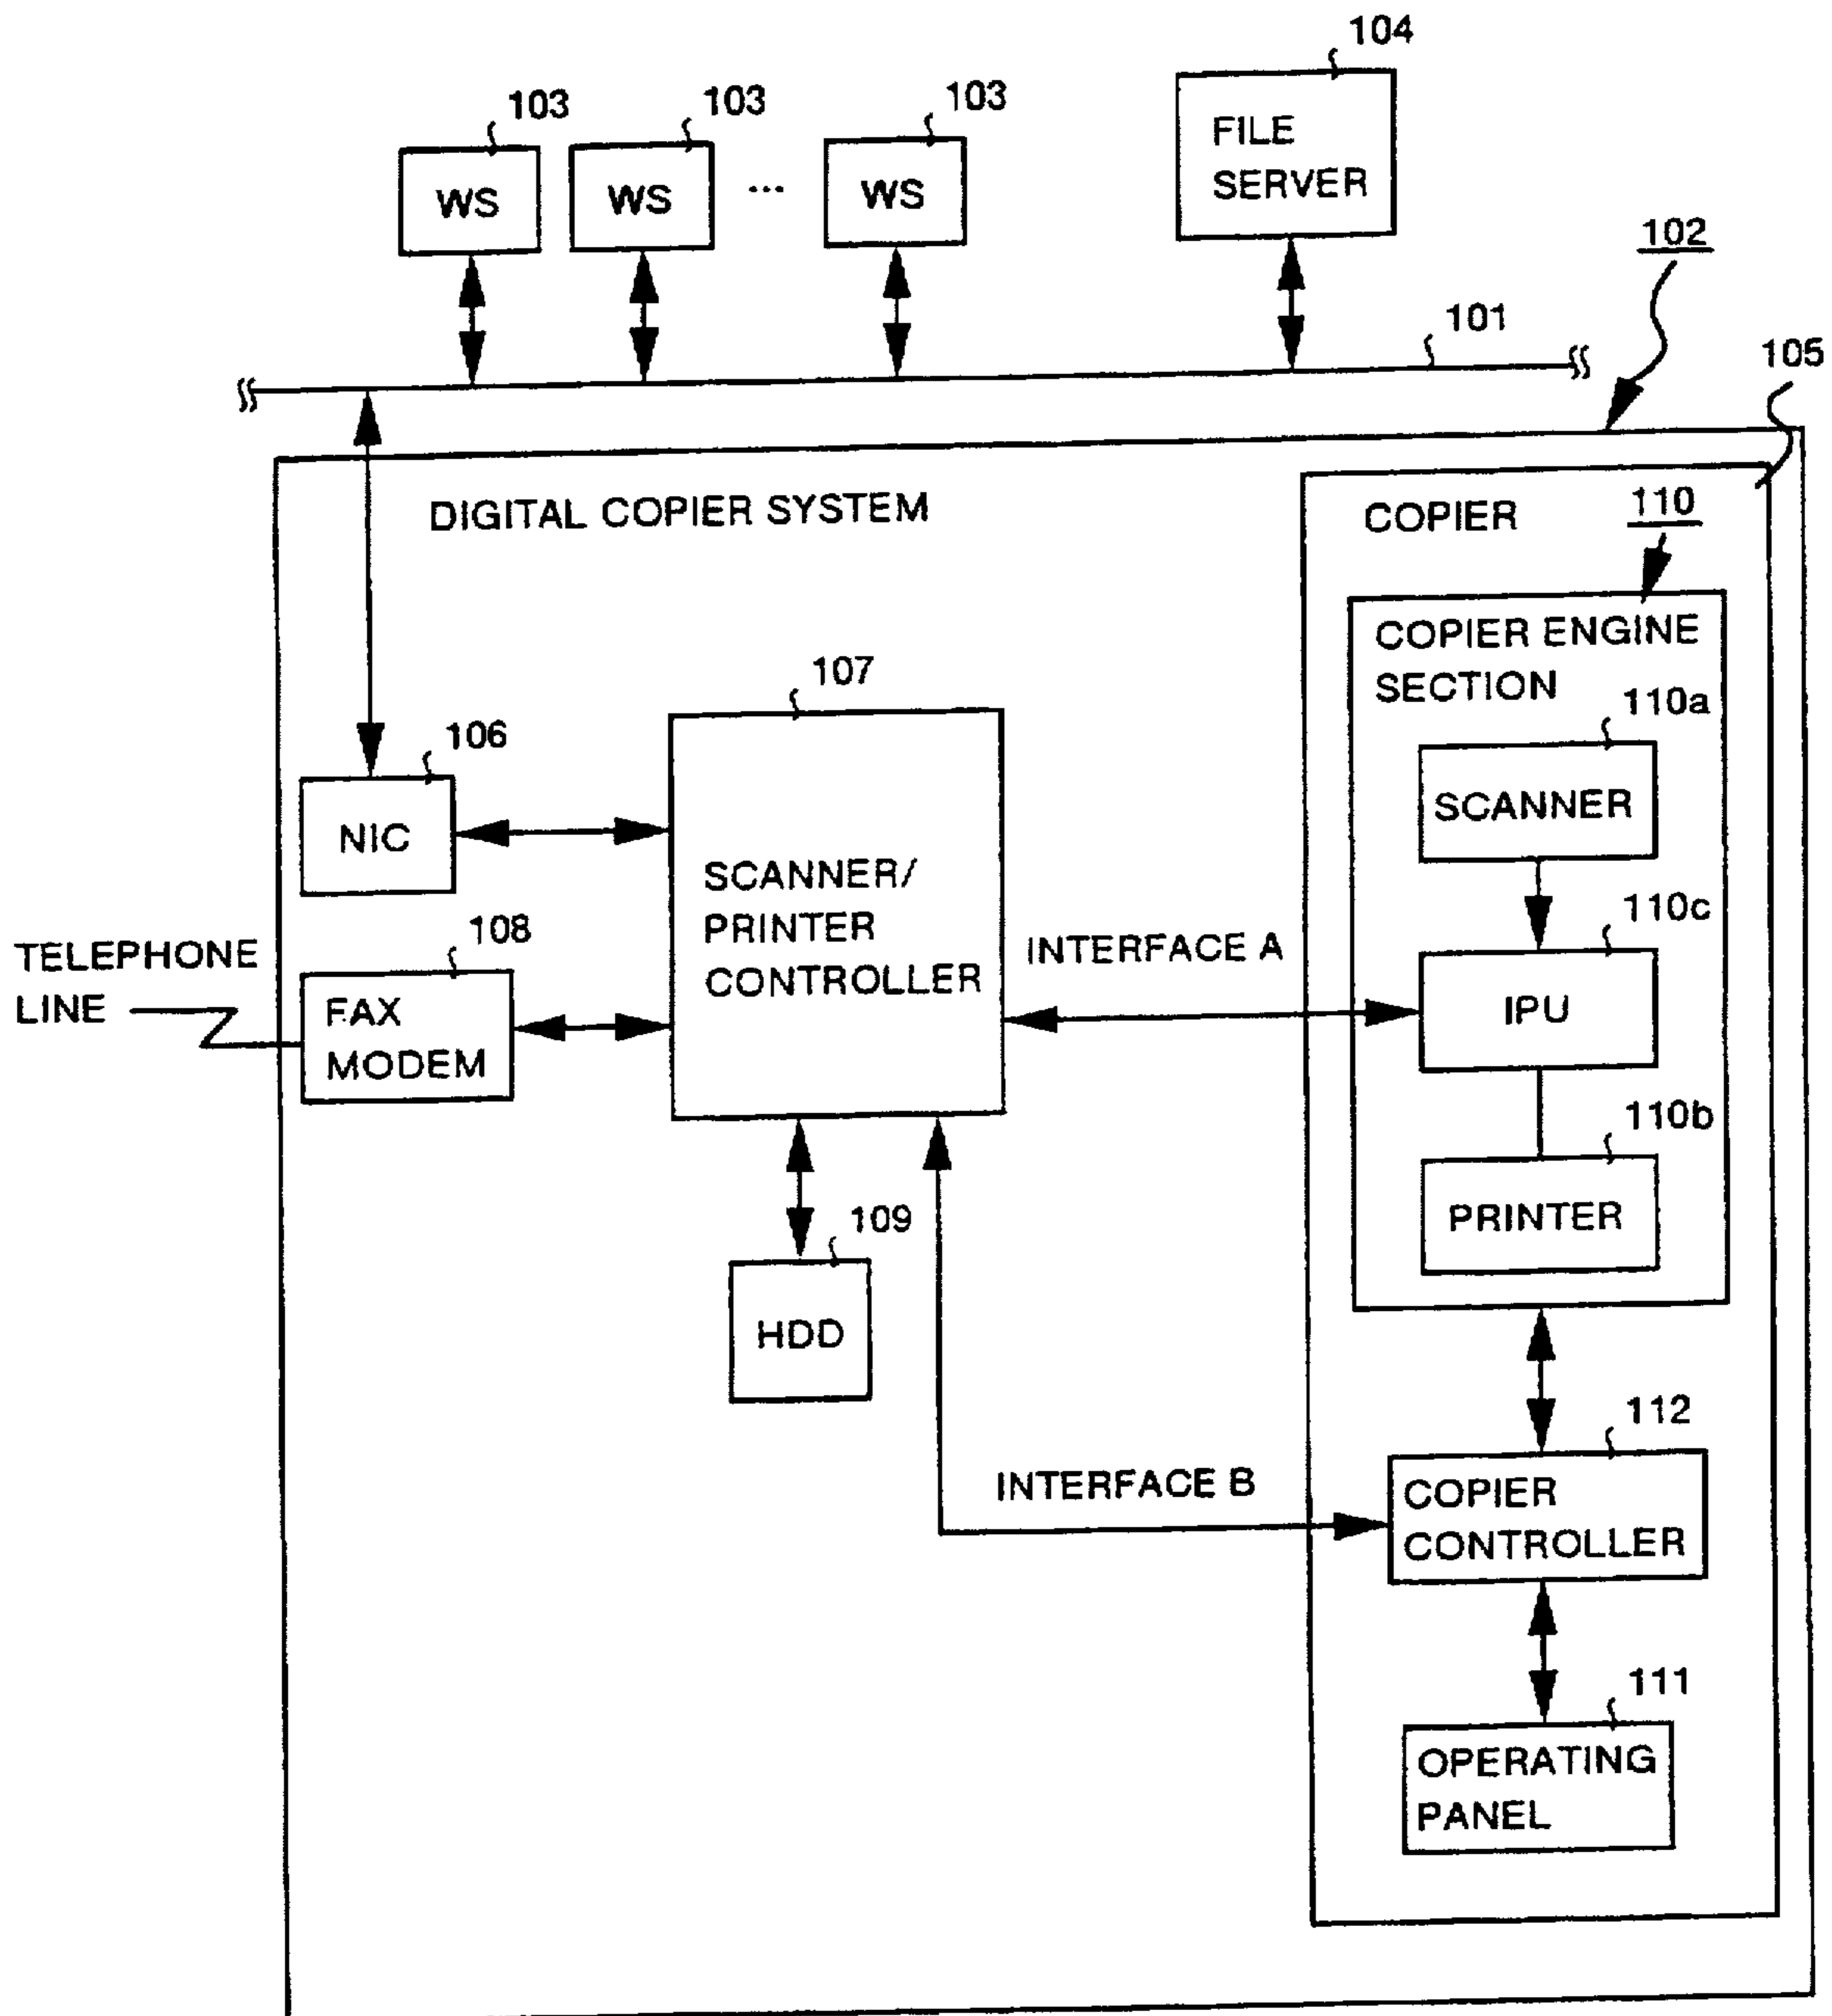 104
103
103
103
FILE
SERVER
WS
WS
...
WS
102
101
105
DIGITAL COPIER SYSTEM
COPIER
110
COPIER ENGINE
SECTION
107
110a
106
SCANNER
NIC
SCANNER/
PRINTER
CONTROLLER
110c
108
INTERFACE A
TELEPHONE
LINE
FAX
MODEM
IPU
110b
PRINTER
109
HDD
112
INTERFACE B
COPIER
CONTROLLER
111
OPERATING
PANEL